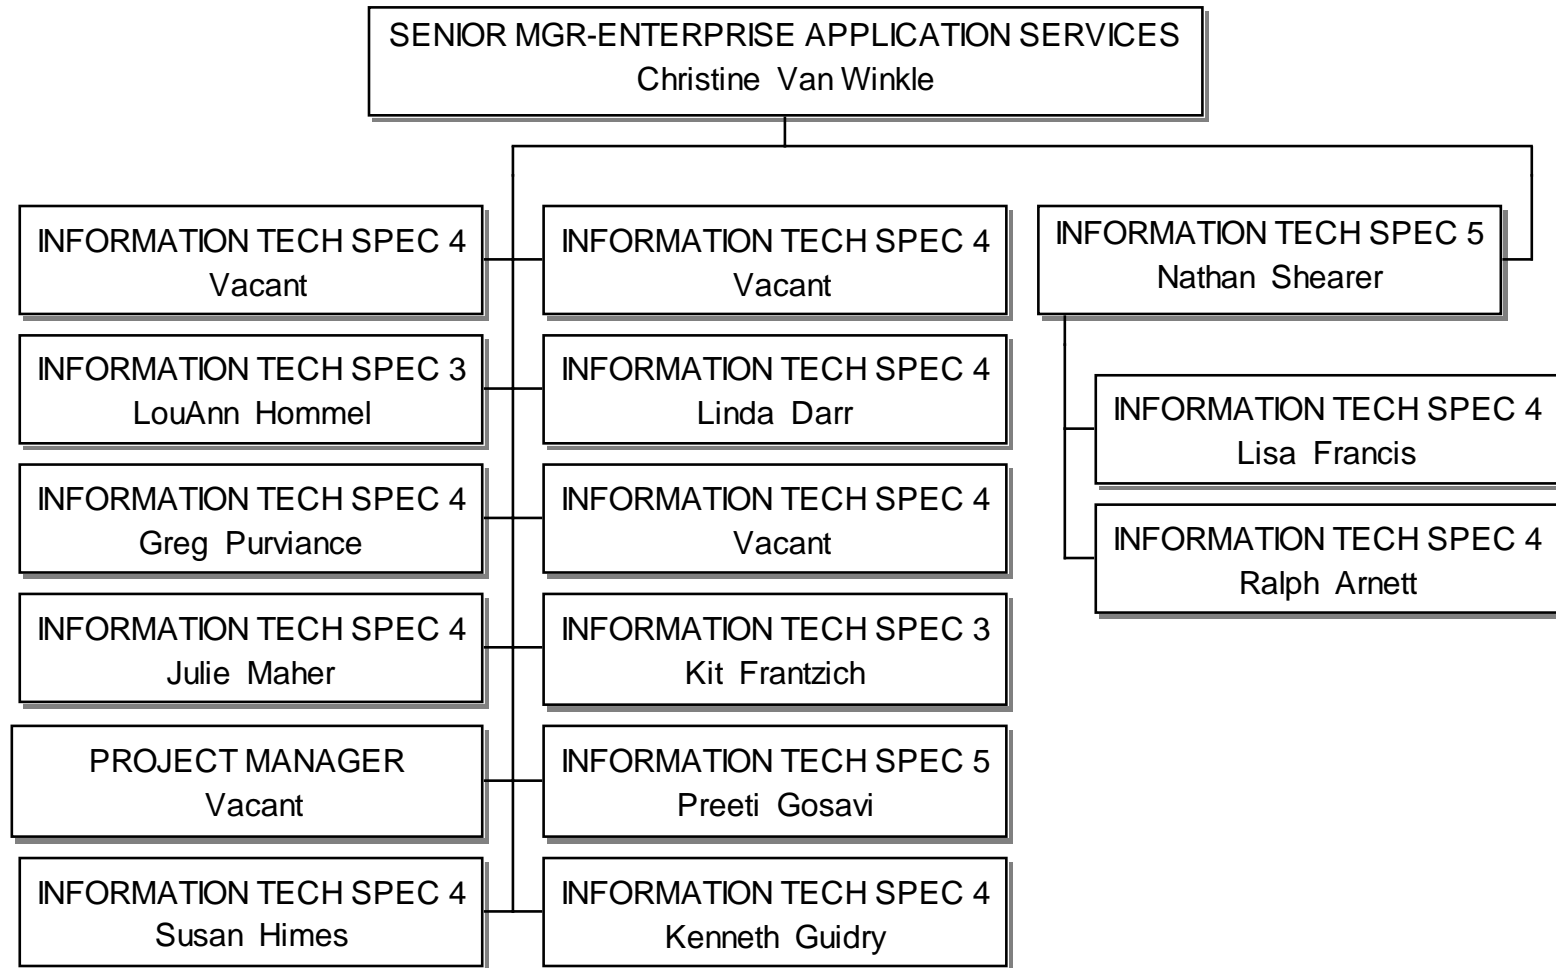 SENIOR MGR-ENTERPRISE APPLICATION SERVICES
Christine Van Winkle
INFORMATION TECH SPEC 4
Vacant
INFORMATION TECH SPEC 3
LouAnn Hommel
INFORMATION TECH SPEC 4
Greg Purviance
INFORMATION TECH SPEC 4
Julie Maher
PROJECT MANAGER
Vacant
INFORMATION TECH SPEC 4
Susan Himes
INFORMATION TECH SPEC 4
Vacant
INFORMATION TECH SPEC 4
Linda Darr
INFORMATION TECH SPEC 4
Vacant
INFORMATION TECH SPEC 3
Kit Frantzich
INFORMATION TECH SPEC 5
Preeti Gosavi
INFORMATION TECH SPEC 4
Kenneth Guidry
INFORMATION TECH SPEC 5
Nathan Shearer
INFORMATION TECH SPEC 4
Lisa Francis
INFORMATION TECH SPEC 4
Ralph Arnett